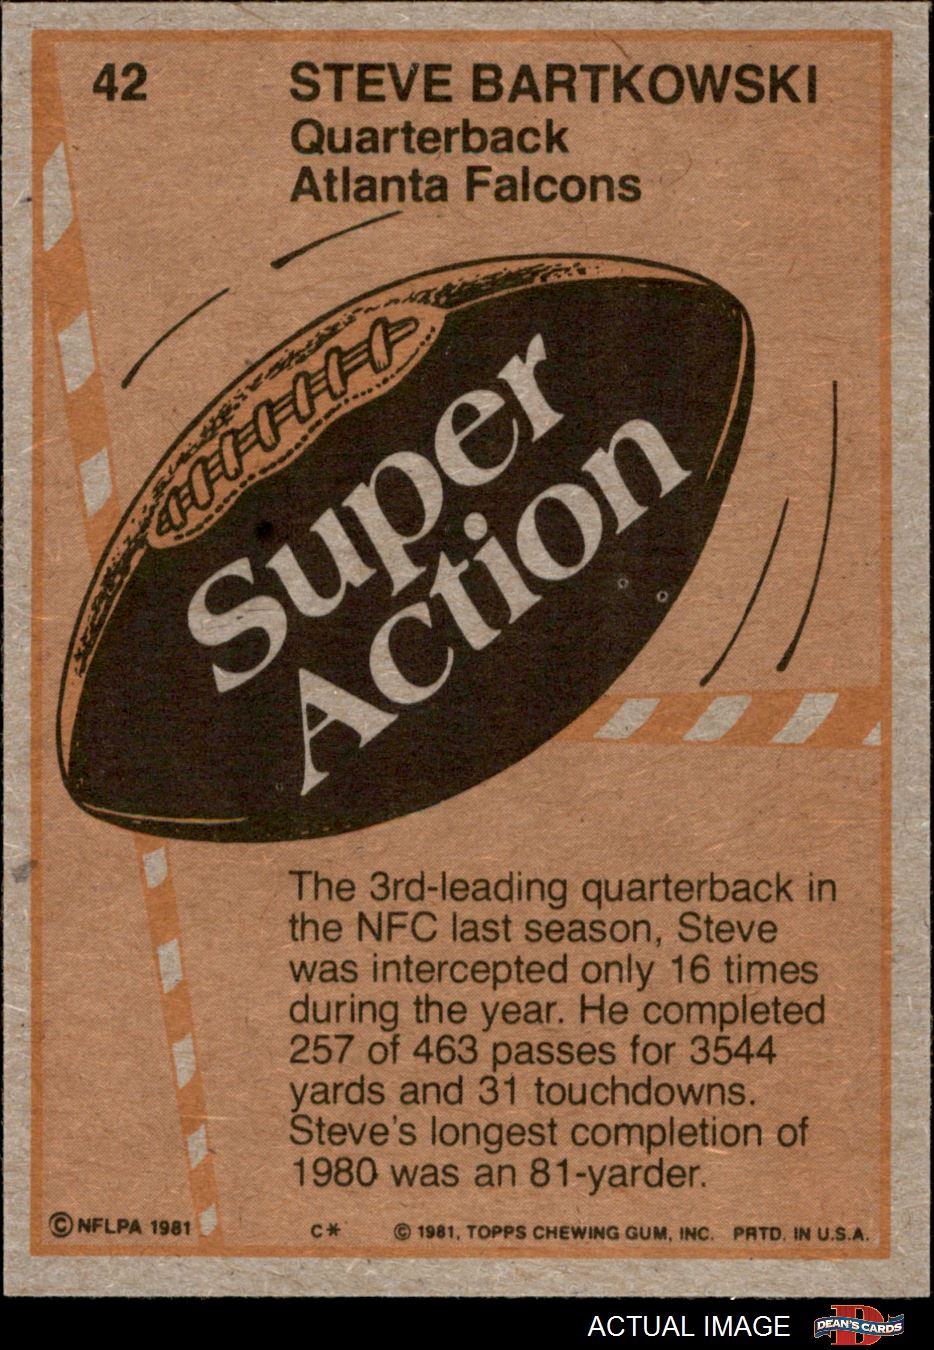 42 STEVE BARTKOWSKI
Quarterback
Atlanta Falcons
Super
Action
The 3rd-leading quarterback in
the NFC last season, Steve
was intercepted only 16 times
during the year. He completed
257 of 463 passes for 3544
yards and 31 touchdowns.
Steve's longest completion of
1980 was an 81-yarder.
© NFLPA 1981 C* © 1981, TOPPS CHEWING GUM, INC. PRTD. IN U.S.A.
ACTUAL IMAGE DEAN'S CARDS